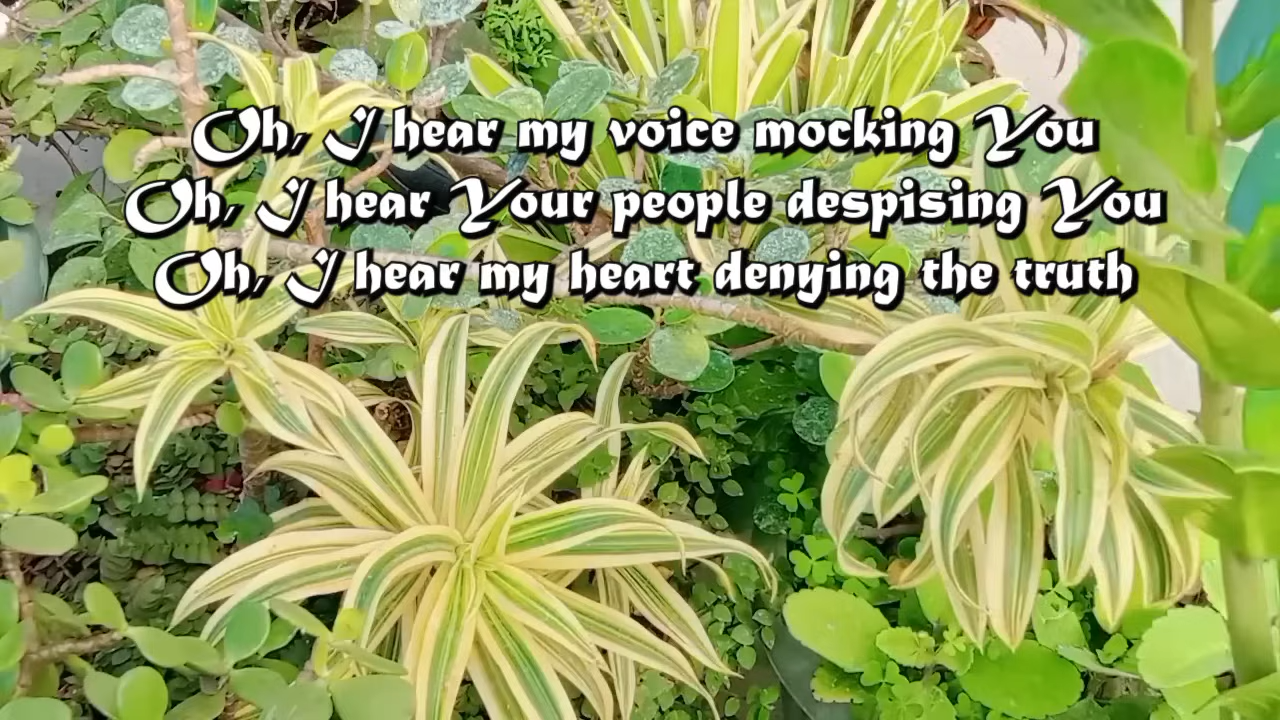 Oh, I hear my voice mocking You
Oh, I hear Your people despising You
Oh, I hear my heart denying the truth